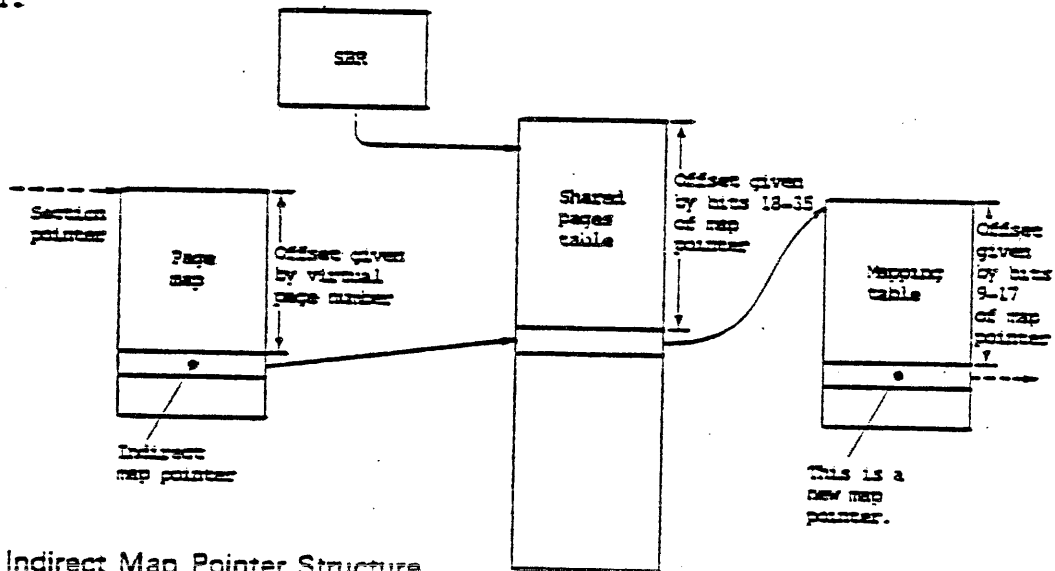 SBR
Section
pointer
Page
map
Offset given
by virtual
page number
Shared
pages
table
Offset given
by bits 18-35
of map
pointer
Mapping
table
Offset
given
by bits
9-17
of map
pointer
Indirect
map pointer
This is a
new map
pointer.
Indirect Map Pointer Structure